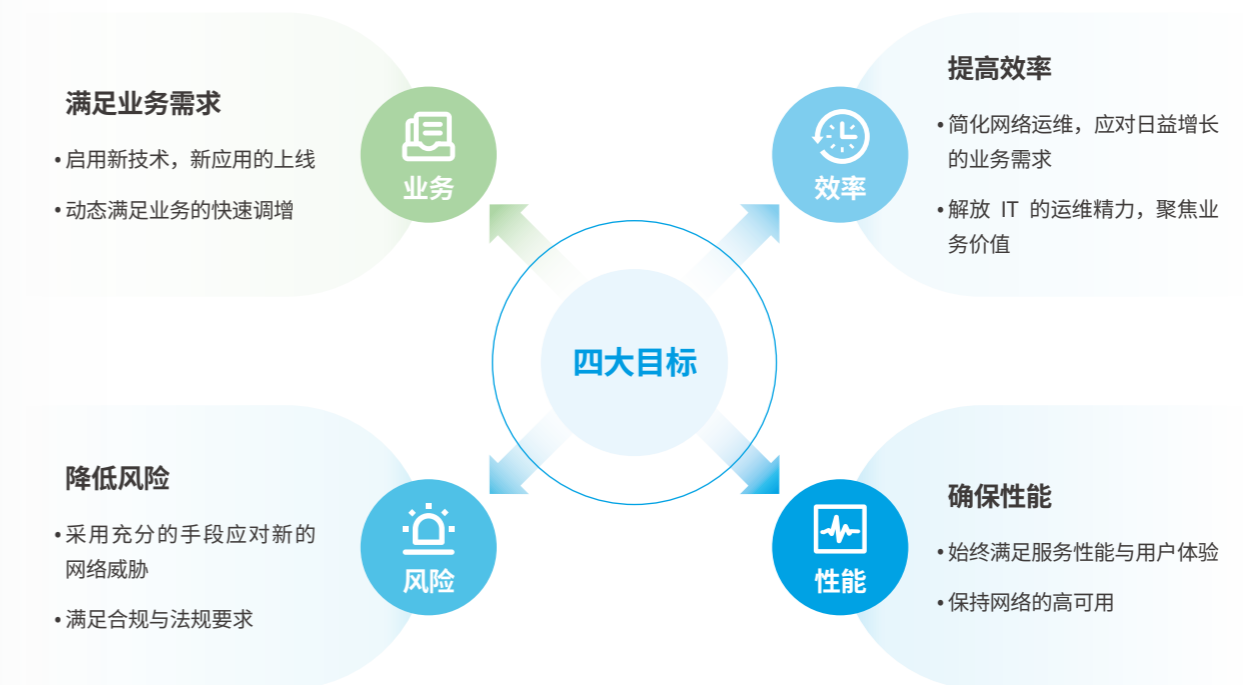 满足业务需求
• 启用新技术，新应用的上线
• 动态满足业务的快速调增
业务
提高效率
• 简化网络运维，应对日益增长
的业务需求
• 解放 IT 的运维精力，聚焦业
务价值
效率
四大目标
降低风险
• 采用充分的手段应对新的
网络威胁
• 满足合规与法规要求
风险
确保性能
• 始终满足服务性能与用户体验
• 保持网络的高可用
性能